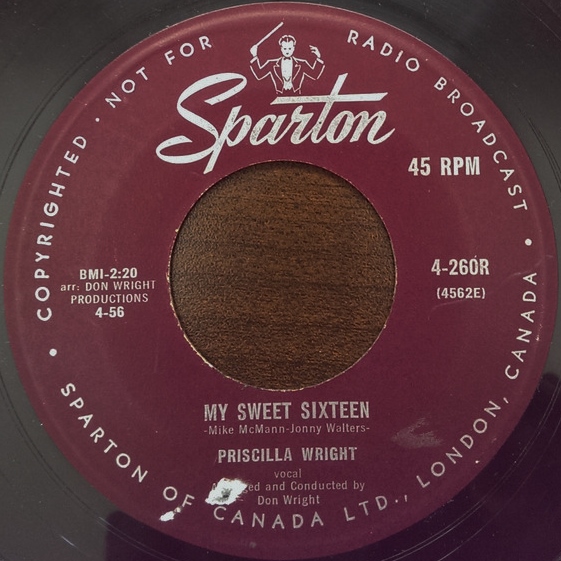 COPYRIGHTED · NOT FOR RADIO BROADCAST ·
Sparton
45 RPM
BMI-2:20
arr: DON WRIGHT
PRODUCTIONS
4-56
4-260R
(4562E)
MY SWEET SIXTEEN
-Mike McMann-Jonny Walters-
PRISCILLA WRIGHT
vocal
and Conducted by
Don Wright
· SPARTON OF CANADA LTD., LONDON, CANADA ·